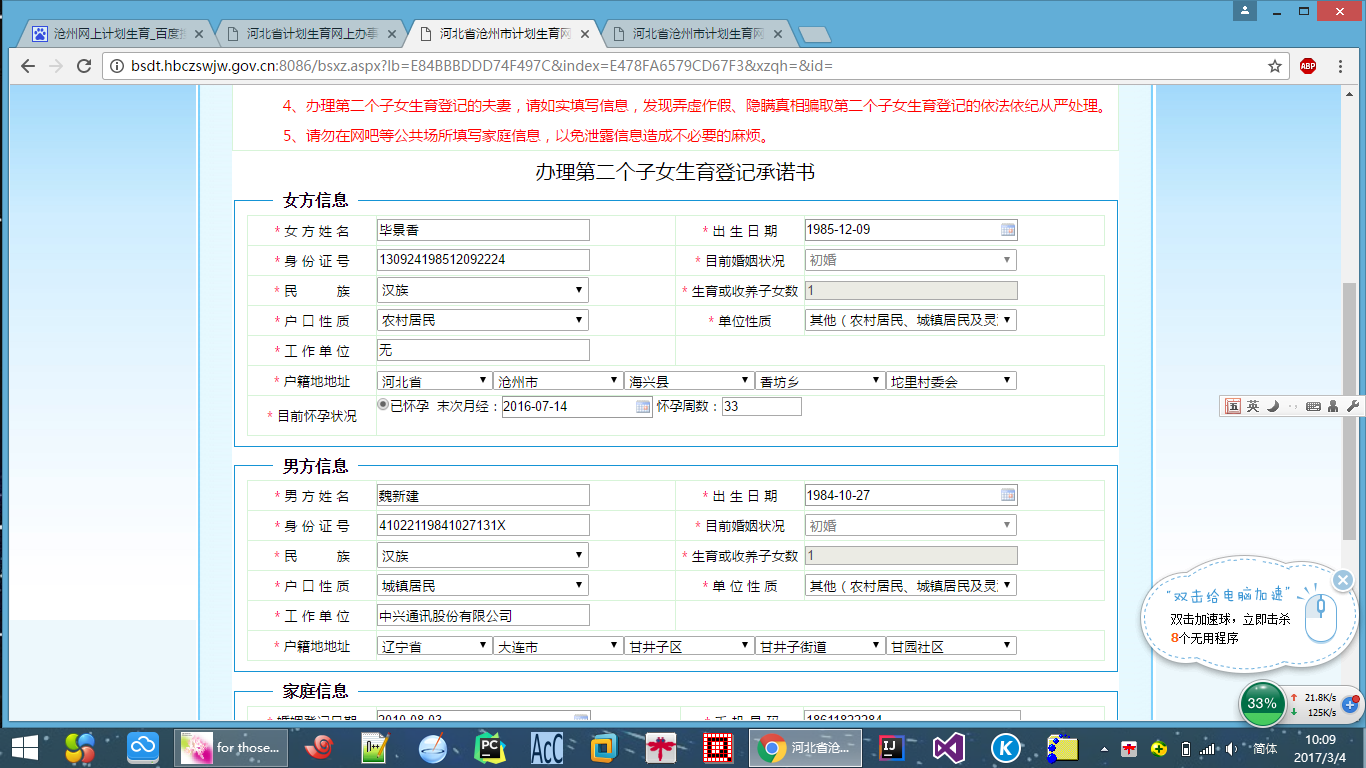 沧州网上计划生育_百度搜
河北省计划生育网上办事
河北省沧州市计划生育网
河北省沧州市计划生育网
bsdt.hbczswjw.gov.cn:8086/bsxz.aspx?lb=E84BBBDDD74F497C&index=E478FA6579CD67F3&xzqh=&id=
ABP
4、办理第二个子女生育登记的夫妻，请如实填写信息，发现弄虚作假、隐瞒真相骗取第二个子女生育登记的依法依纪从严处理。
5、请勿在网吧等公共场所填写家庭信息，以免泄露信息造成不必要的麻烦。
办理第二个子女生育登记承诺书
女方信息
* 女 方 姓 名 毕景香 * 出 生 日 期 1985-12-09
* 身 份 证 号 130924198512092224 * 目前婚姻状况 初婚
* 民 族 汉族 * 生育或收养子女数 1
* 户 口 性 质 农村居民 * 单位性质 其他（农村居民、城镇居民及灵
* 工 作 单 位 无
* 户籍地地址 河北省 沧州市 海兴县 香坊乡 坨里村委会
* 目前怀孕状况 已怀孕 末次月经：2016-07-14 怀孕周数：33
五 英
男方信息
* 男 方 姓 名 魏新建 * 出 生 日 期 1984-10-27
* 身 份 证 号 41022119841027131X * 目前婚姻状况 初婚
* 民 族 汉族 * 生育或收养子女数 1
* 户 口 性 质 城镇居民 * 单 位 性 质 其他（农村居民、城镇居民及灵
* 工 作 单 位 中兴通讯股份有限公司
* 户籍地地址 辽宁省 大连市 甘井子区 甘井子街道 甘园社区
"双击给电脑加速"
双击加速球，立即击杀
8个无用程序
家庭信息
* 婚姻登记日期 2010-08-03 * 手 机 号 码 18611822284
33%
21.8K/s
125K/s
for those...
n++
PC
Acc
河北省沧...
IJ
K
简体
10:09
2017/3/4